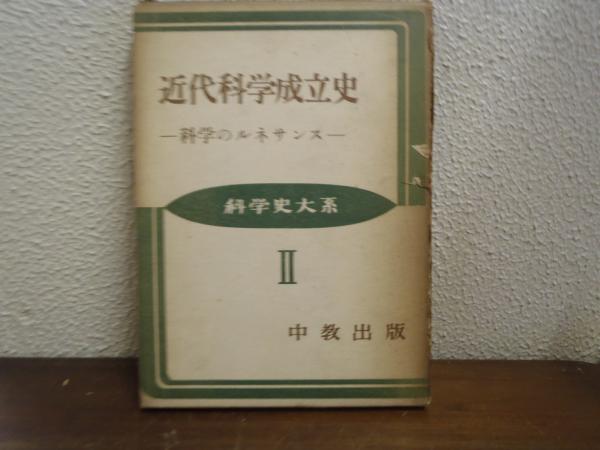 近代科学成立史
―科学のルネサンス―
科学史大系
II
中教出版